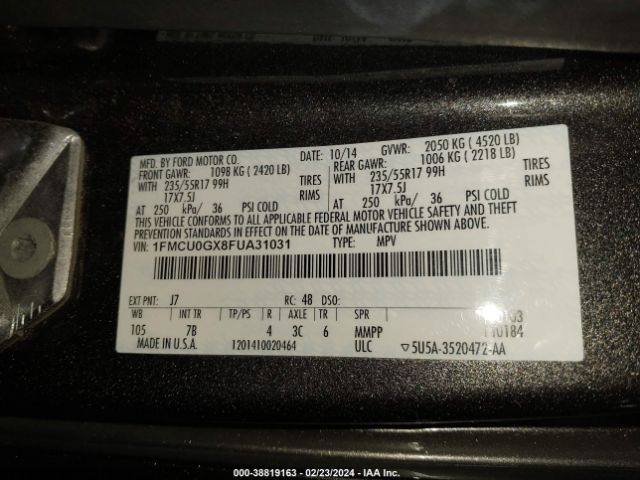 MFD. BY FORD MOTOR CO.
DATE: 10/14 GVWR: 2050 KG ( 4520 LB)
FRONT GAWR: 1098 KG ( 2420 LB) REAR GAWR: 1006 KG ( 2218 LB)
WITH 235/55R17 99H TIRES WITH 235/55R17 99H TIRES
17X7.5J RIMS 17X7.5J RIMS
AT 250 kPa/ 36 PSI COLD AT 250 kPa/ 36 PSI COLD
THIS VEHICLE CONFORMS TO ALL APPLICABLE FEDERAL MOTOR VEHICLE SAFETY AND THEFT
PREVENTION STANDARDS IN EFFECT ON THE DATE OF MANUFACTURE SHOWN ABOVE.
VIN: 1FMCU0GX8FUA31031 TYPE: MPV
EXT PNT: J7 RC: 48 DSO:
WB INT TR TP/PS R AXLE TR SPR
105 7B 4 3C 6 MMPP
MADE IN U.S.A. 1201410020464 ULC ▽5U5A-3520472-AA
000-38819163 - 02/23/2024 - IAA Inc.